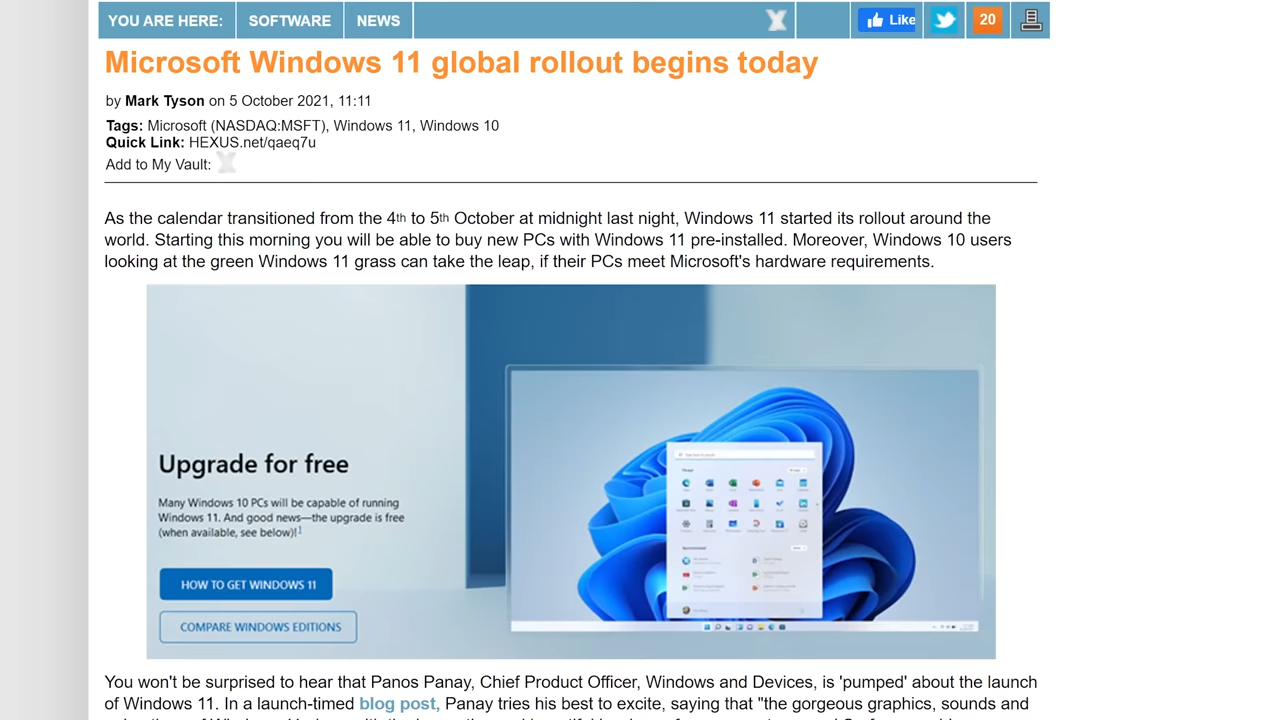 YOU ARE HERE: SOFTWARE NEWS Like 20
Microsoft Windows 11 global rollout begins today
by Mark Tyson on 5 October 2021, 11:11
Tags: Microsoft (NASDAQ:MSFT), Windows 11, Windows 10
Quick Link: HEXUS.net/qaeq7u
Add to My Vault:
As the calendar transitioned from the 4th to 5th October at midnight last night, Windows 11 started its rollout around the
world. Starting this morning you will be able to buy new PCs with Windows 11 pre-installed. Moreover, Windows 10 users
looking at the green Windows 11 grass can take the leap, if their PCs meet Microsoft's hardware requirements.
Upgrade for free
Many Windows 10 PCs will be capable of running
Windows 11. And good news—the upgrade is free
(when available, see below)!1
HOW TO GET WINDOWS 11
COMPARE WINDOWS EDITIONS
You won't be surprised to hear that Panos Panay, Chief Product Officer, Windows and Devices, is 'pumped' about the launch
of Windows 11. In a launch-timed blog post, Panay tries his best to excite, saying that "the gorgeous graphics, sounds and